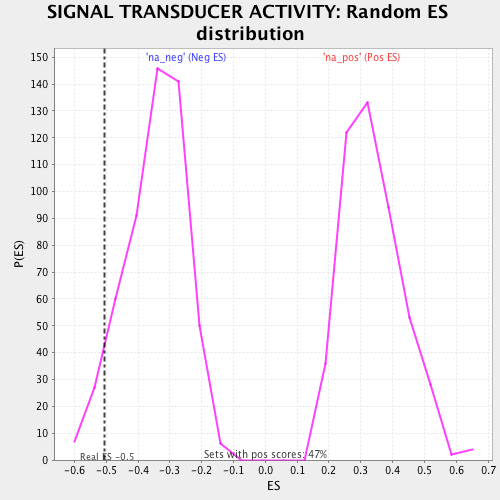 SIGNAL TRANSDUCER ACTIVITY: Random ES
distribution
'na_neg' (Neg ES)
'na_pos' (Pos ES)
150
140
130
120
110
100
90
80
70
60
50
40
30
20
10
0
P(ES)
Real ES -0.5
Sets with pos scores: 47%
-0.6 -0.5 -0.4 -0.3 -0.2 -0.1 0.0 0.1 0.2 0.3 0.4 0.5 0.6 0.7
ES